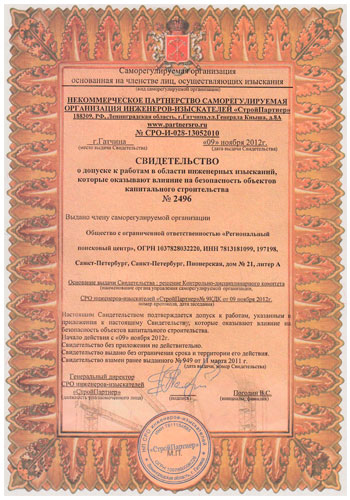 Саморегулируемая организация
основанная на членстве лиц, осуществляющих изыскания
(вид саморегулируемой организации)
НЕКОММЕРЧЕСКОЕ ПАРТНЕРСТВО САМОРЕГУЛИРУЕМАЯ
ОРГАНИЗАЦИЯ ИНЖЕНЕРОВ-ИЗЫСКАТЕЛЕЙ «СтройПартнер»
188309, РФ, Ленинградская область, г.Гатчина, ул.Генерала Кныша, д.8А
www.partnersro.ru
№ СРО-И-028-13052010
г.Гатчина «09» ноября 2012г.
(место выдачи Свидетельства) (дата выдачи Свидетельства)
СВИДЕТЕЛЬСТВО
о допуске к работам в области инженерных изысканий,
которые оказывают влияние на безопасность объектов
капитального строительства
№ 2496
Выдано члену саморегулируемой организации
Общество с ограниченной ответственностью «Региональный
поисковый центр», ОГРН 1037828032220, ИНН 7813181099, 197198,
Санкт-Петербург, Санкт-Петербург, Пионерская, дом № 21, литер А
Основание выдачи Свидетельства : решение Контрольно-дисциплинарного комитета
(наименование органа управления саморегулируемой организации,
СРО инженеров-изыскателей «СтройПартнер» № 9КДК от 09 ноября 2012г.
номер протокола, дата заседания)
Настоящим Свидетельством подтверждается допуск к работам, указанным в
приложении к настоящему Свидетельству, которые оказывают влияние на
безопасность объектов капитального строительства.
Начало действия с «09» ноября 2012г.
Свидетельство без приложения не действительно.
Свидетельство выдано без ограничения срока и территории его действия.
Свидетельство взамен ранее выданного № 949 от 11 марта 2011 г.
(дата выдачи, номер Свидетельства)
Генеральный директор
СРО инженеров-изыскателей
«СтройПартнер»
(должность уполномоченного лица) (подпись) (инициалы, фамилия)
«СтройПартнер»
М.П.